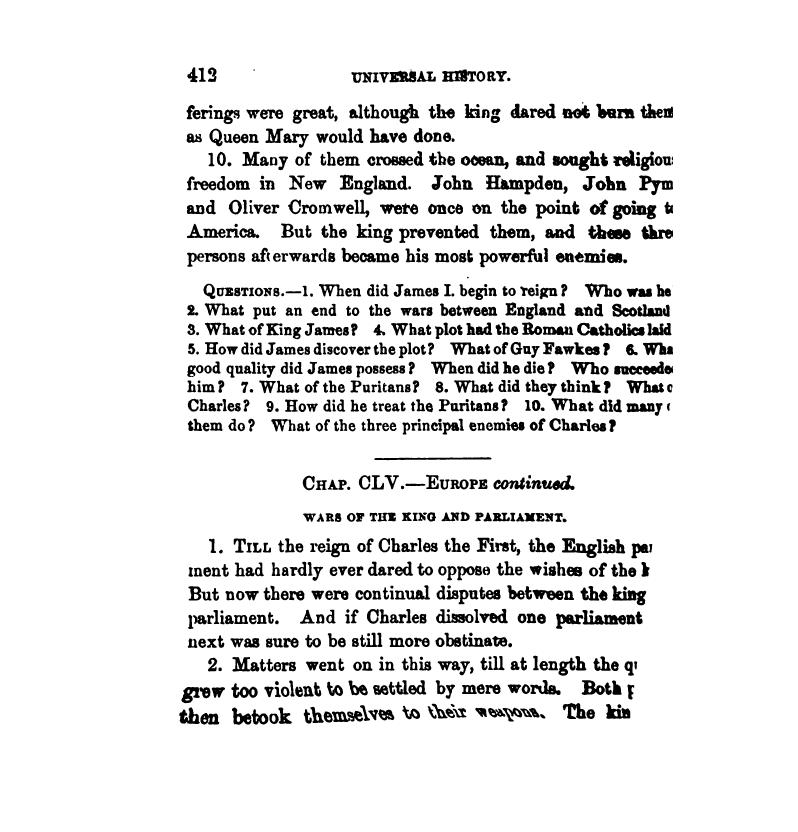 412 UNIVERSAL HISTORY.
ferings were great, although the king dared not burn them
as Queen Mary would have done.
10. Many of them crossed the ocean, and sought religious
freedom in New England. John Hampden, John Pym
and Oliver Cromwell, were once on the point of going t
America. But the king prevented them, and these thre
persons afterwards became his most powerful enemies.
QUESTIONS.—1. When did James I. begin to reign? Who was he
2. What put an end to the wars between England and Scotland
3. What of King James? 4. What plot had the Roman Catholics laid
5. How did James discover the plot? What of Guy Fawkes? 6. Wha
good quality did James possess? When did he die? Who succeede
him? 7. What of the Puritans? 8. What did they think? What c
Charles? 9. How did he treat the Puritans? 10. What did many
them do? What of the three principal enemies of Charles?
CHAP. CLV.—EUROPE continued.
WARS OF THE KING AND PARLIAMENT.
1. TILL the reign of Charles the First, the English par
ment had hardly ever dared to oppose the wishes of the k
But now there were continual disputes between the king
parliament. And if Charles dissolved one parliament
next was sure to be still more obstinate.
2. Matters went on in this way, till at length the q
grew too violent to be settled by mere words. Both p
then betook themselves to their weapons. The kin